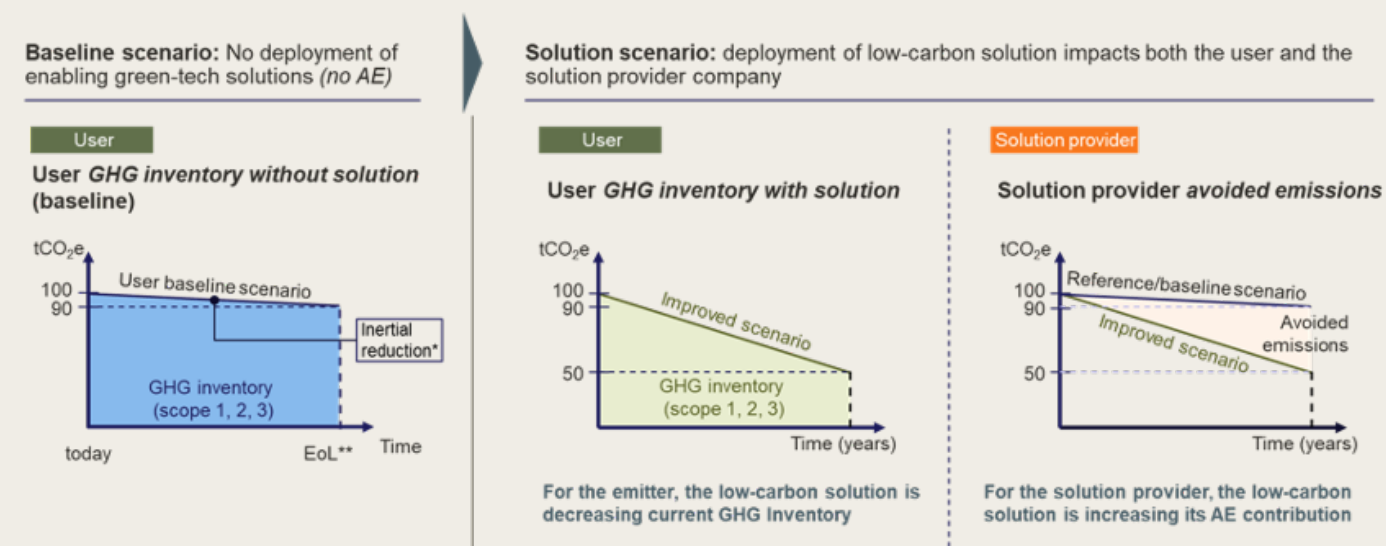 Baseline scenario: No deployment of
enabling green-tech solutions (no AE)
User
User GHG inventory without solution
(baseline)
tCO₂e
100
90
User baseline scenario
Inertial
reduction*
GHG inventory
(scope 1, 2, 3)
today
EoL**
Time
Solution scenario: deployment of low-carbon solution impacts both the user and the
solution provider company
User
User GHG inventory with solution
tCO₂e
100
90
50
Improved scenario
GHG inventory
(scope 1, 2, 3)
Time (years)
For the emitter, the low-carbon solution is
decreasing current GHG Inventory
Solution provider
Solution provider avoided emissions
tCO₂e
100
90
50
Reference/baseline scenario
Improved scenario
Avoided
emissions
Time (years)
For the solution provider, the low-carbon
solution is increasing its AE contribution